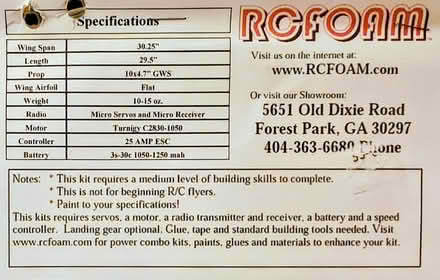 Specifications
Wing Span 30.25"
Length 29.5"
Prop 10x4.7" GWS
Wing Airfoil Flat
Weight 10-15 oz.
Radio Micro Servos and Micro Receiver
Motor Turnigy C2830-1050
Controller 25 AMP ESC
Battery 3s-30c 1050-1250 mah
RCFOAM
Visit us on the internet at:
www.RCFOAM.com
Or visit our Showroom:
5651 Old Dixie Road
Forest Park, GA 30297
404-363-6680 Phone
Notes: * This kit requires a medium level of building skills to complete.
* This is not for beginning R/C flyers.
* Paint to your specifications!
This kits requires servos, a motor, a radio transmitter and receiver, a battery and a speed
controller. Landing gear optional. Glue, tape and standard building tools needed. Visit
www.rcfoam.com for power combo kits, paints, glues and materials to enhance your kit.